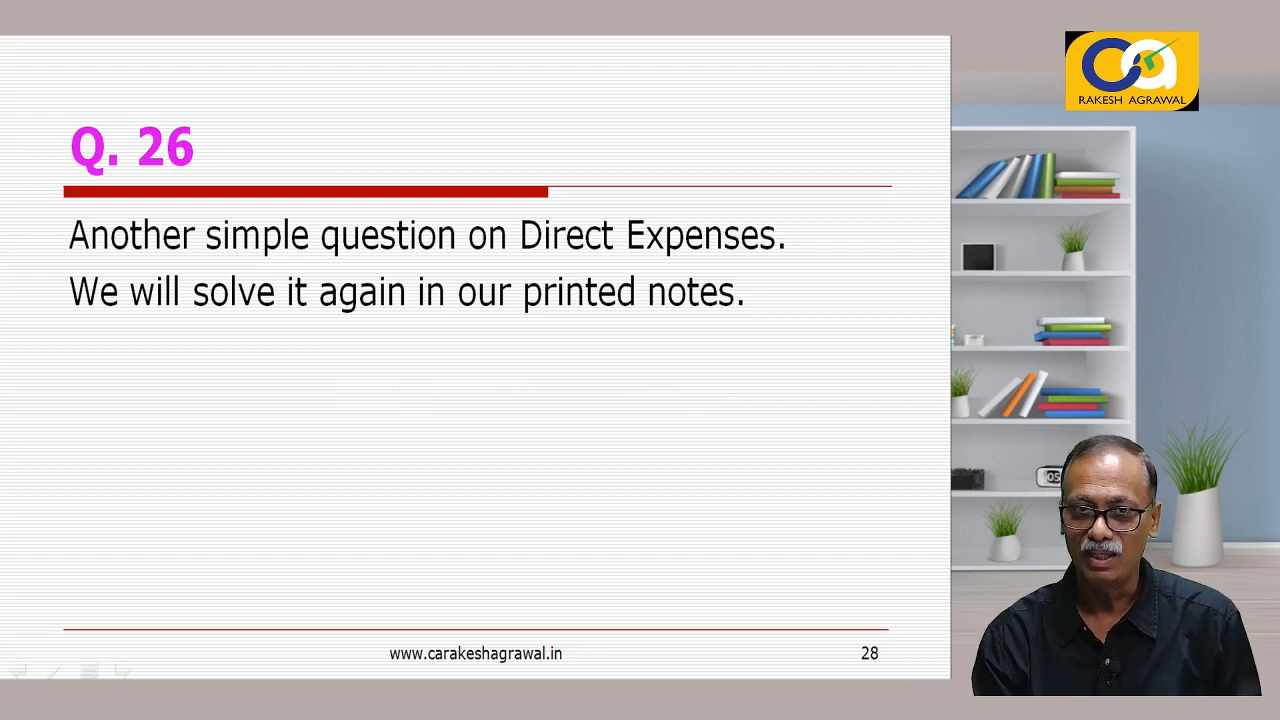 RAKESH AGRAWAL
Q. 26
Another simple question on Direct Expenses.
We will solve it again in our printed notes.
www.carakeshagrawal.in
28